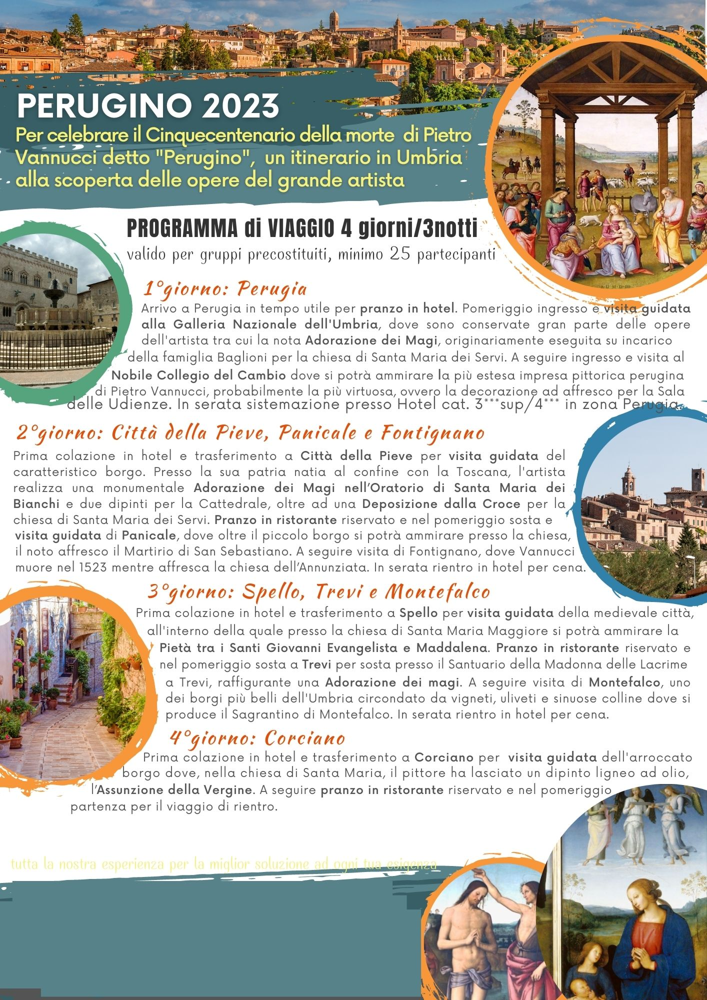 PERUGINO 2023
Per celebrare il Cinquecentenario della morte di Pietro
Vannucci detto "Perugino", un itinerario in Umbria
alla scoperta delle opere del grande artista
PROGRAMMA di VIAGGIO 4 giorni/3notti
valido per gruppi precostituiti, minimo 25 partecipanti
1°giorno: Perugia
Arrivo a Perugia in tempo utile per pranzo in hotel. Pomeriggio ingresso e visita guidata
alla Galleria Nazionale dell'Umbria, dove sono conservate gran parte delle opere
dell'artista tra cui la nota Adorazione dei Magi, originariamente eseguita su incarico
della famiglia Baglioni per la chiesa di Santa Maria dei Servi. A seguire ingresso e visita al
Nobile Collegio del Cambio dove si potrà ammirare la più estesa impresa pittorica perugina
di Pietro Vannucci, probabilmente la più virtuosa, ovvero la decorazione ad affresco per la Sala
delle Udienze. In serata sistemazione presso Hotel cat. 3***sup/4*** in zona Perugia.
2°giorno: Città della Pieve, Panicale e Fontignano
Prima colazione in hotel e trasferimento a Città della Pieve per visita guidata del
caratteristico borgo. Presso la sua patria natia al confine con la Toscana, l'artista
realizza una monumentale Adorazione dei Magi nell’Oratorio di Santa Maria dei
Bianchi e due dipinti per la Cattedrale, oltre ad una Deposizione dalla Croce per la
chiesa di Santa Maria dei Servi. Pranzo in ristorante riservato e nel pomeriggio sosta e
visita guidata di Panicale, dove oltre il piccolo borgo si potrà ammirare presso la chiesa,
il noto affresco il Martirio di San Sebastiano. A seguire visita di Fontignano, dove Vannucci
muore nel 1523 mentre affresca la chiesa dell’Annunziata. In serata rientro in hotel per cena.
3°giorno: Spello, Trevi e Montefalco
Prima colazione in hotel e trasferimento a Spello per visita guidata della medievale città,
all'interno della quale presso la chiesa di Santa Maria Maggiore si potrà ammirare la
Pietà tra i Santi Giovanni Evangelista e Maddalena. Pranzo in ristorante riservato e
nel pomeriggio sosta a Trevi per sosta presso il Santuario della Madonna delle Lacrime
a Trevi, raffigurante una Adorazione dei magi. A seguire visita di Montefalco, uno
dei borgi più belli dell'Umbria circondato da vigneti, uliveti e sinuose colline dove si
produce il Sagrantino di Montefalco. In serata rientro in hotel per cena.
4°giorno: Corciano
Prima colazione in hotel e trasferimento a Corciano per visita guidata dell'arroccato
borgo dove, nella chiesa di Santa Maria, il pittore ha lasciato un dipinto ligneo ad olio,
l’Assunzione della Vergine. A seguire pranzo in ristorante riservato e nel pomeriggio
partenza per il viaggio di rientro.
tutta la nostra esperienza per la miglior soluzione ad ogni tua esigenza